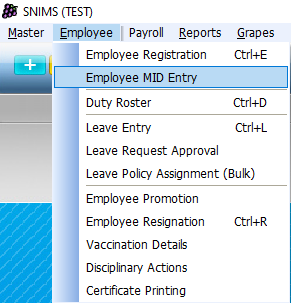 SNIMS (TEST)
Master Employee Payroll Reports Grapes
Employee Registration Ctrl+E
Employee MID Entry
Duty Roster Ctrl+D
Leave Entry Ctrl+L
Leave Request Approval
Leave Policy Assignment (Bulk)
Employee Promotion
Employee Resignation Ctrl+R
Vaccination Details
Disciplinary Actions
Certificate Printing